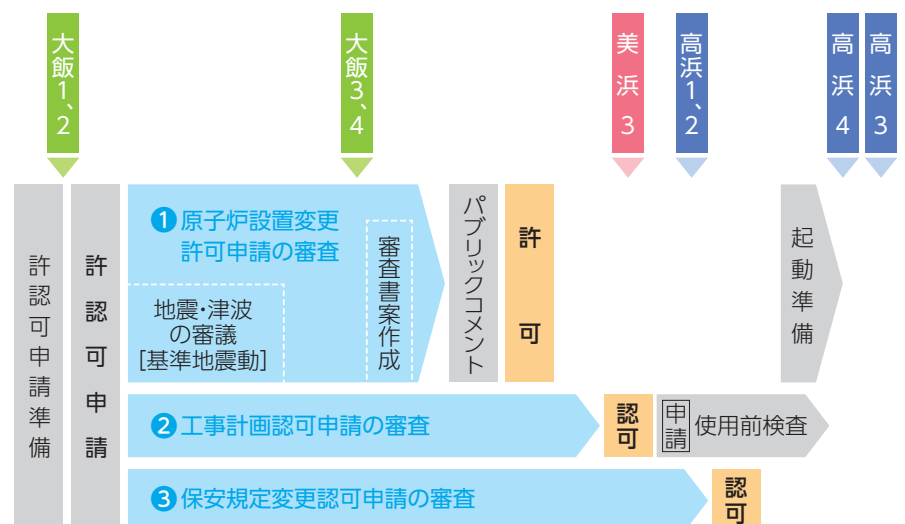 大飯1、2
大飯3、4
美浜3
高浜1、2
高浜4
高浜3
許認可申請準備
許認可申請
❶原子炉設置変更
許可申請の審査
地震・津波
の審議
[基準地震動]
審査書案作成
パブリックコメント
許可
起動準備
❷工事計画認可申請の審査
認可
申請
使用前検査
❸保安規定変更認可申請の審査
認可